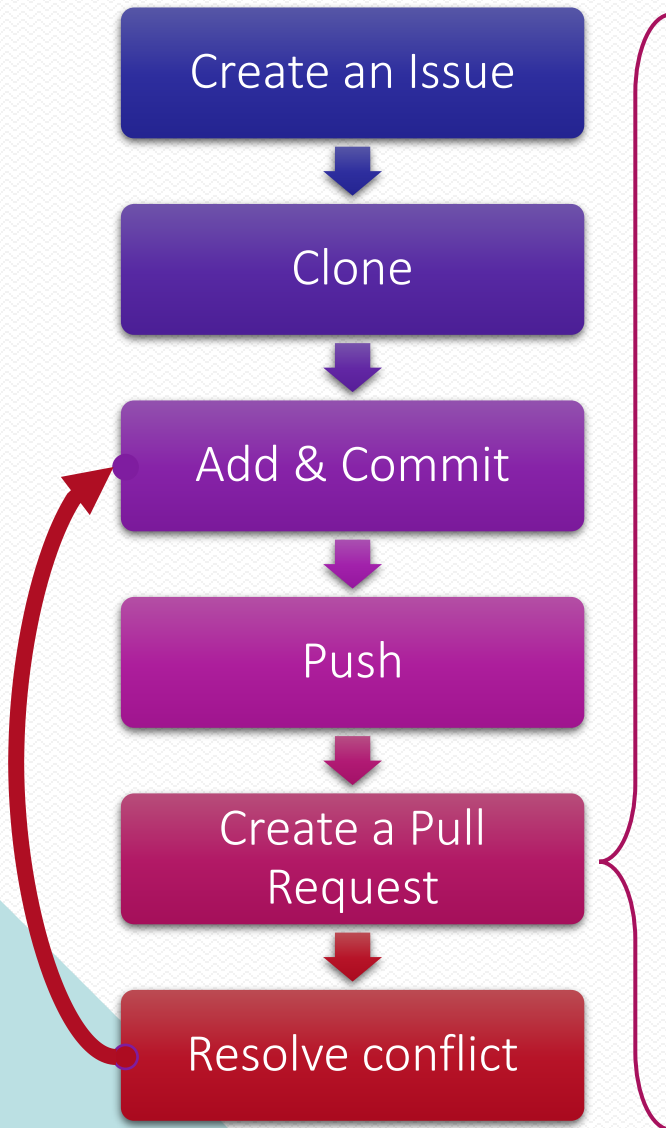 Create an Issue
Clone
Add & Commit
Push
Create a Pull
Request
Resolve conflict